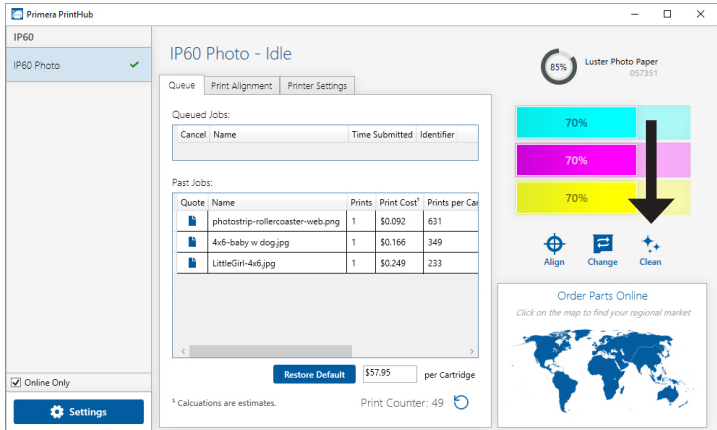 Primera PrintHub
IP60
IP60 Photo
IP60 Photo - Idle
Queue Print Alignment Printer Settings
Queued Jobs:
Cancel Name Time Submitted Identifier
Past Jobs:
Quote Name Prints Print Cost¹ Prints per Car
photostrip-rollercoaster-web.png 1 $0.092 631
4x6-baby w dog.jpg 1 $0.166 349
LittleGirl-4x6.jpg 1 $0.249 233
Restore Default $57.95 per Cartridge
¹ Calcuations are estimates. Print Counter: 49
Online Only
Settings
85% Luster Photo Paper
057351
70%
70%
70%
Align Change Clean
Order Parts Online
Click on the map to find your regional market